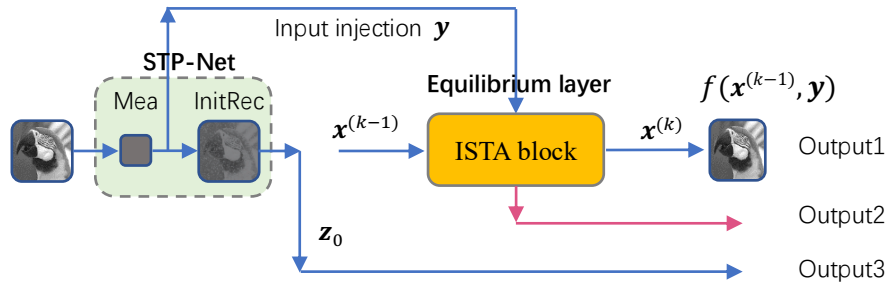 Input injection y
STP-Net
Mea InitRec
Equilibrium layer
f(x^(k−1), y)
x^(k−1)
ISTA block
x^(k)
Output1
Output2
z_0
Output3